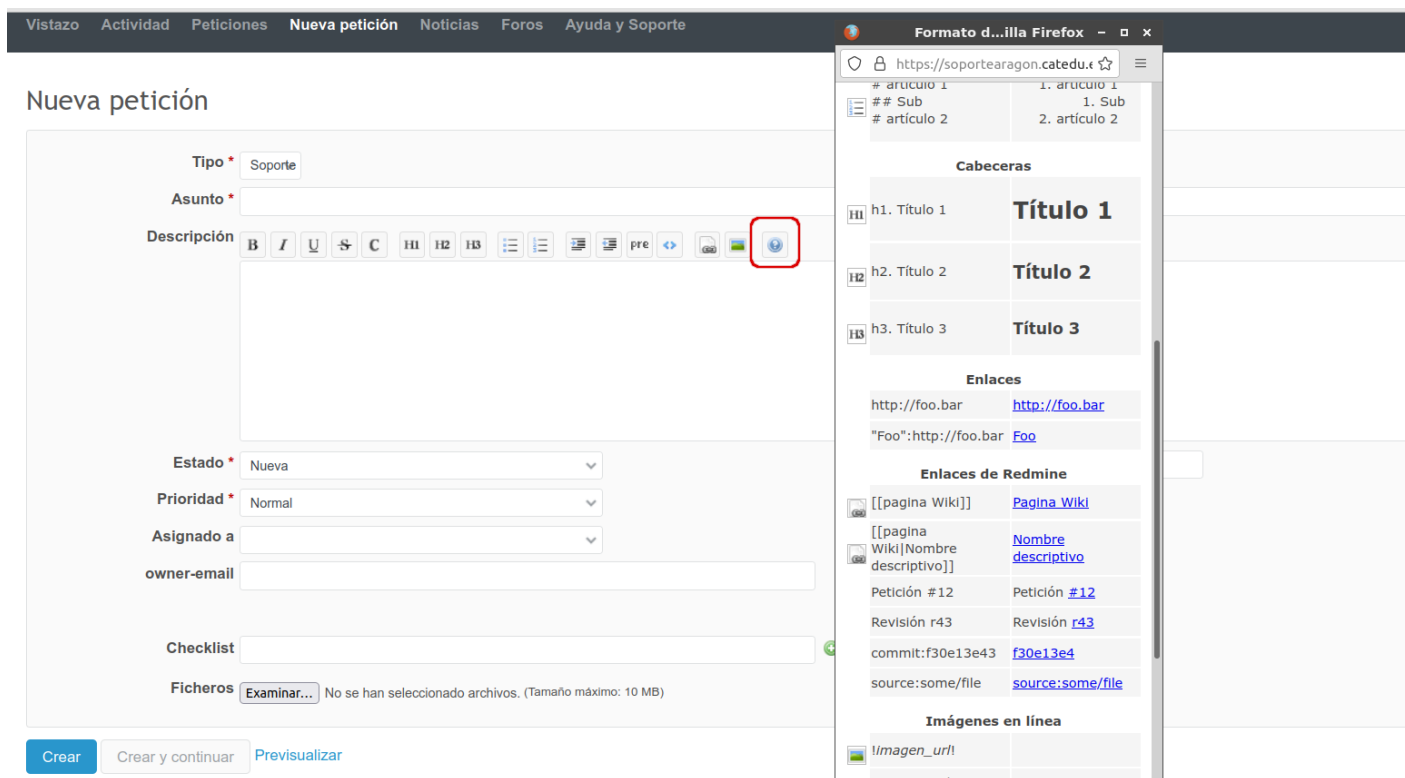 Vistazo Actividad Peticiones Nueva petición Noticias Foros Ayuda y Soporte
Nueva petición
Tipo * Soporte
Asunto *
Descripción B I U S C H1 H2 H3 pre <>
Estado * Nueva
Prioridad * Normal
Asignado a
owner-email
Checklist
Ficheros Examinar... No se han seleccionado archivos. (Tamaño máximo: 10 MB)
Crear Crear y continuar Previsualizar
Formato d...illa Firefox
https://soportearagon.catedu.e
# artículo 1 1. artículo 1
## Sub 1. Sub
# artículo 2 2. artículo 2
Cabeceras
H1 h1. Título 1 Título 1
H2 h2. Título 2 Título 2
H3 h3. Título 3 Título 3
Enlaces
http://foo.bar http://foo.bar
"Foo":http://foo.bar Foo
Enlaces de Redmine
[[pagina Wiki]] Pagina Wiki
[[pagina
Wiki|Nombre
descriptivo]]
Nombre
descriptivo
Petición #12 Petición #12
Revisión r43 Revisión r43
commit:f30e13e43 f30e13e4
source:some/file source:some/file
Imágenes en línea
!imagen_url!